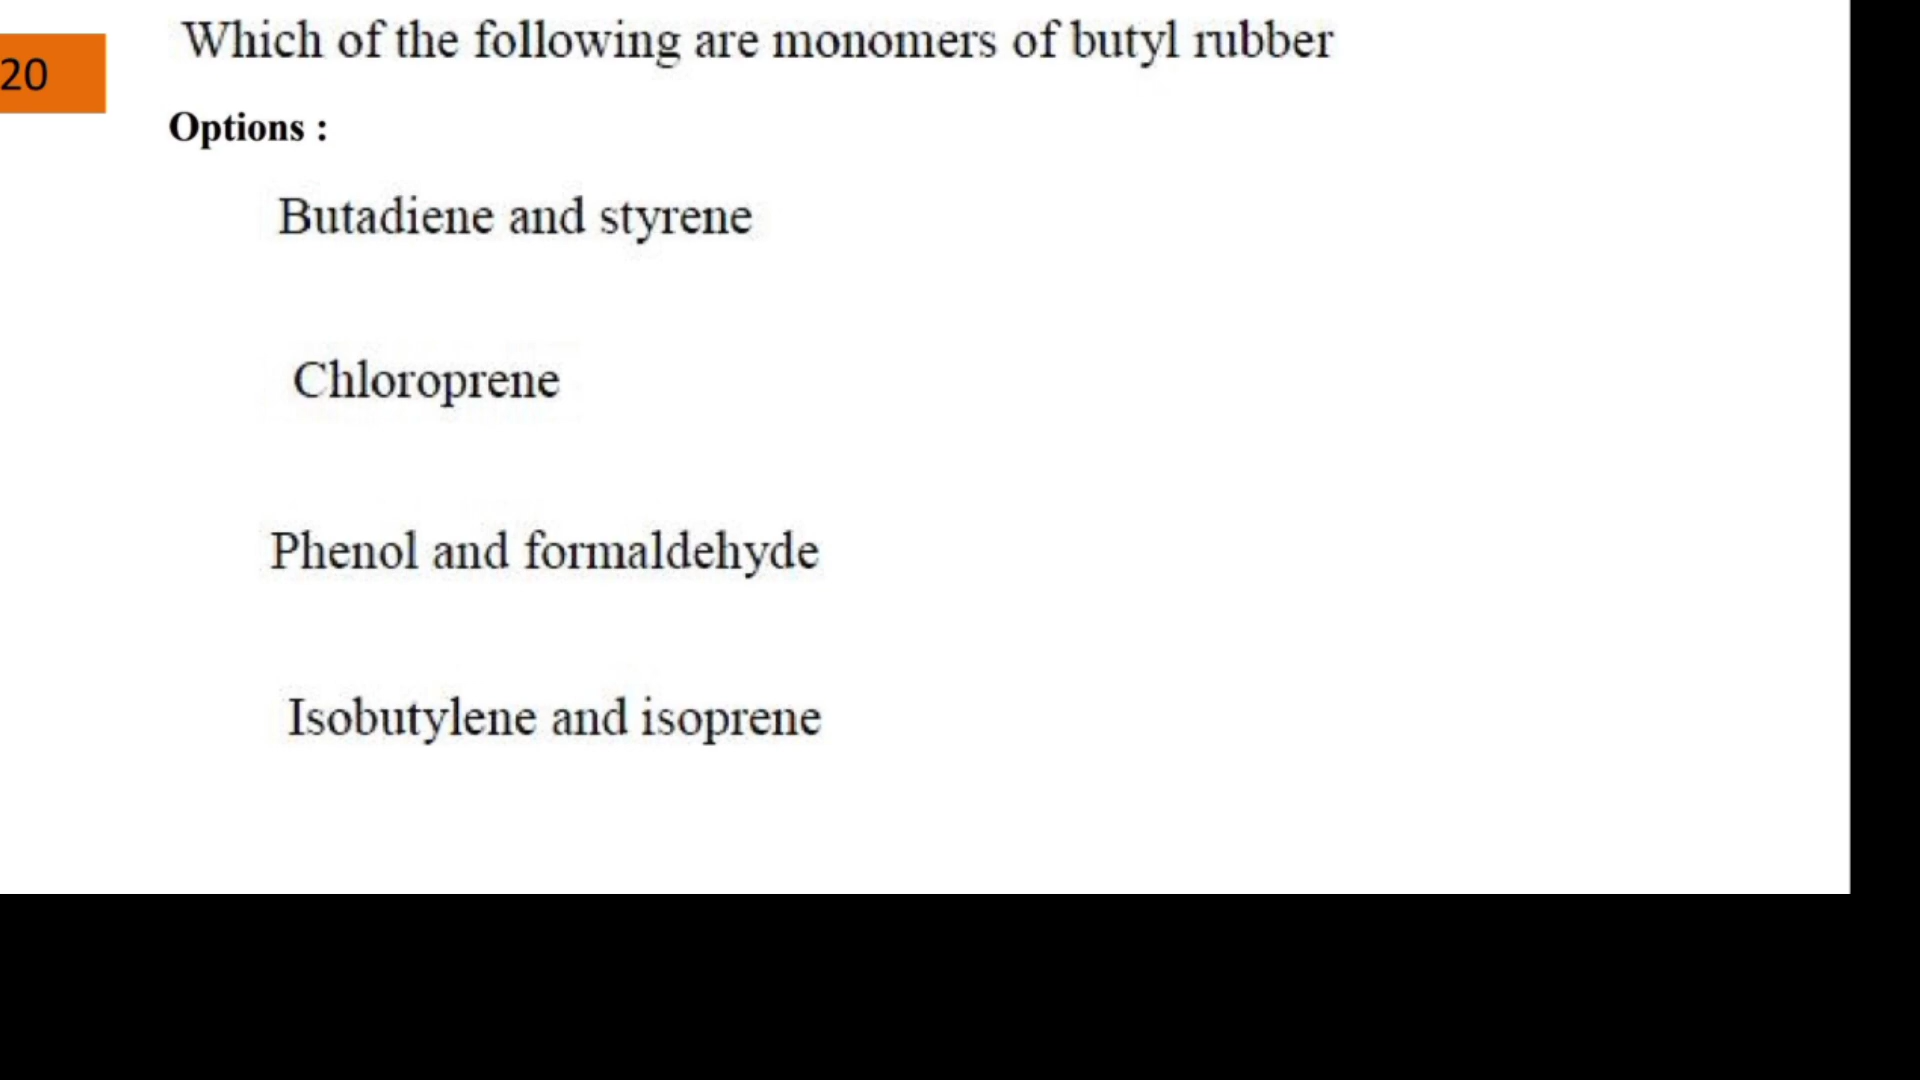 Which of the following are monomers of butyl rubber
20
Options :
Butadiene and styrene
Chloroprene
Phenol and formaldehyde
Isobutylene and isoprene